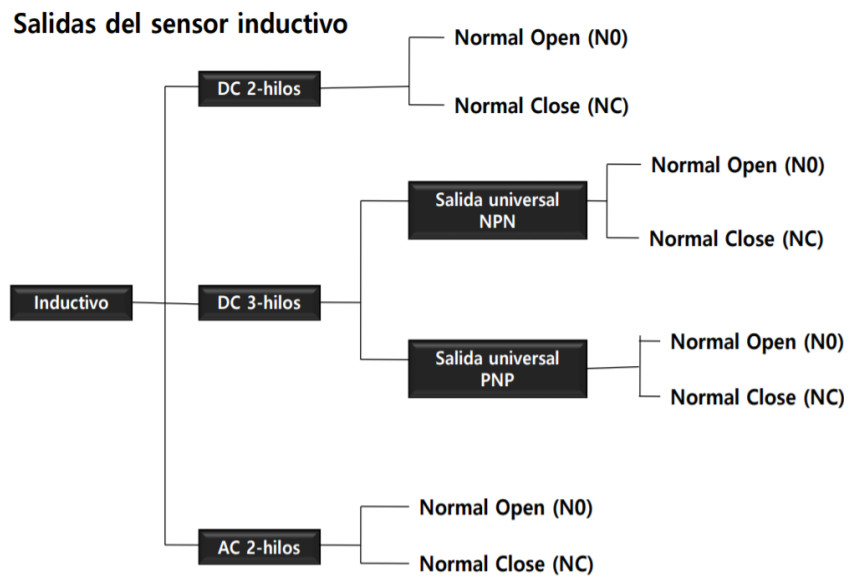 Salidas del sensor inductivo
Normal Open (N0)
DC 2-hilos
Normal Close (NC)
Normal Open (N0)
Salida universal
NPN
Normal Close (NC)
Inductivo
DC 3-hilos
Normal Open (N0)
Salida universal
PNP
Normal Close (NC)
Normal Open (N0)
AC 2-hilos
Normal Close (NC)